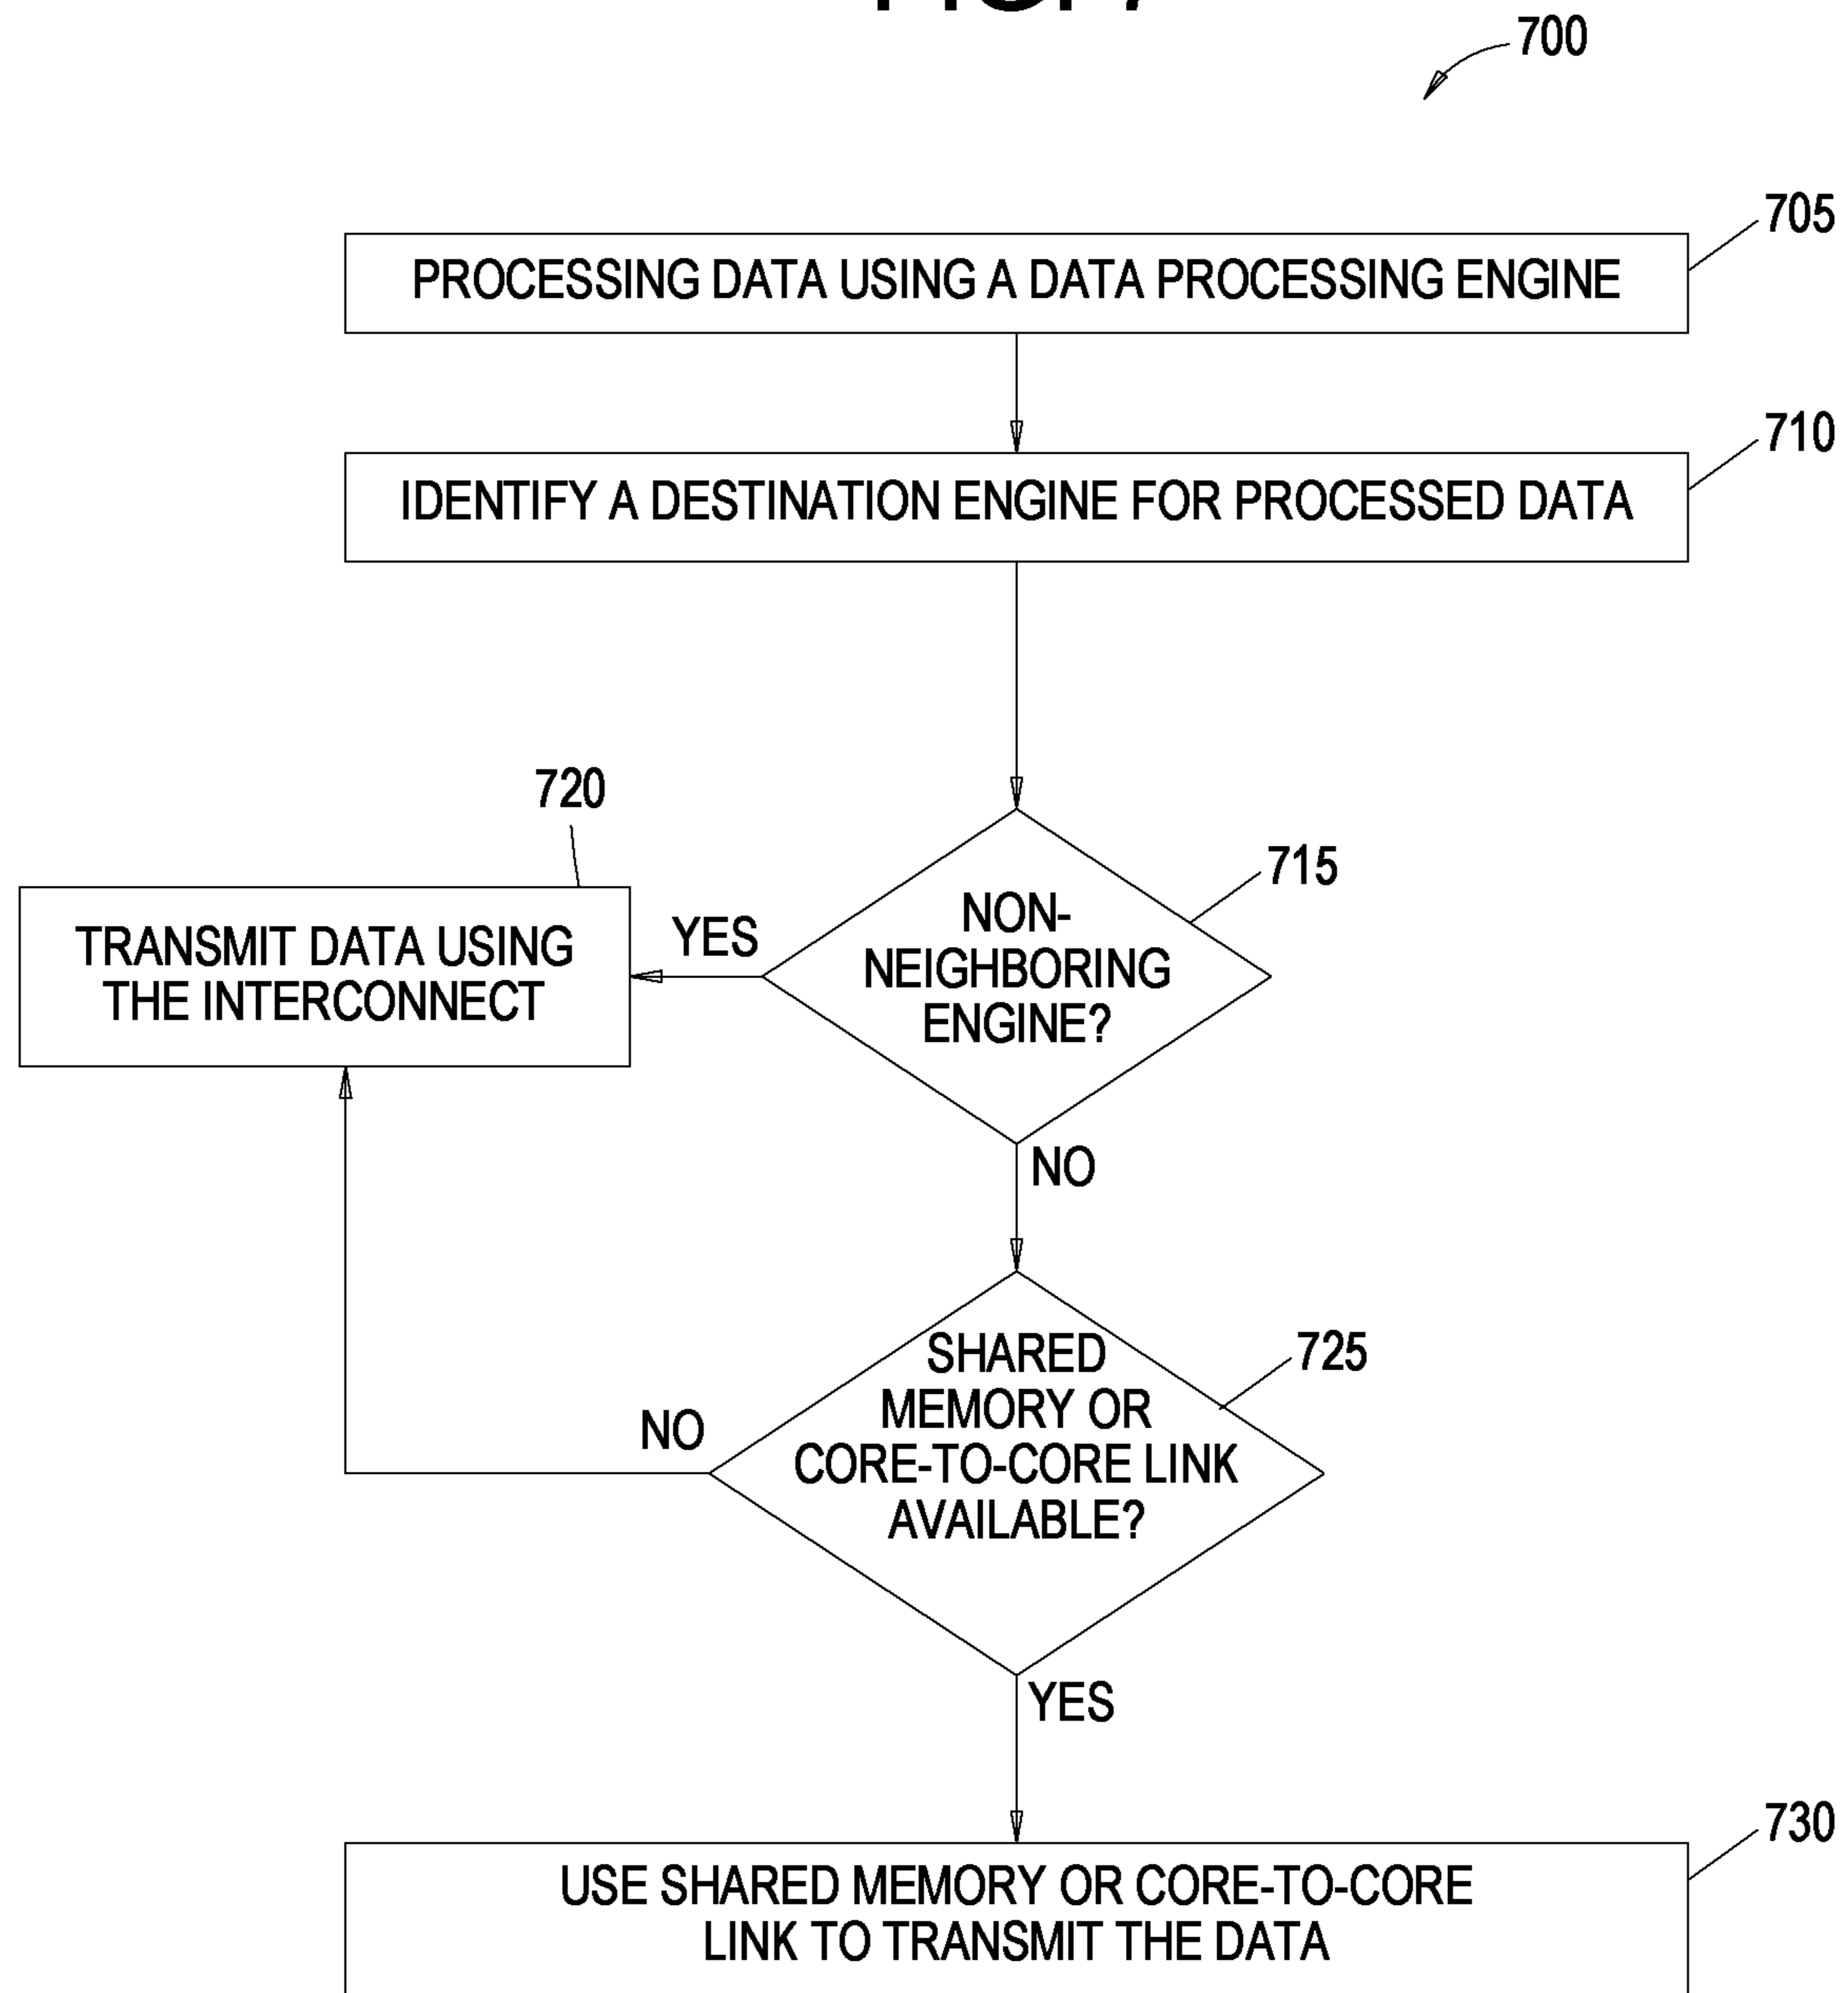 700
705
PROCESSING DATA USING A DATA PROCESSING ENGINE
710
IDENTIFY A DESTINATION ENGINE FOR PROCESSED DATA
720
715
TRANSMIT DATA USING
THE INTERCONNECT
YES
NON-
NEIGHBORING
ENGINE?
NO
725
SHARED
MEMORY OR
CORE-TO-CORE LINK
AVAILABLE?
NO
YES
730
USE SHARED MEMORY OR CORE-TO-CORE
LINK TO TRANSMIT THE DATA